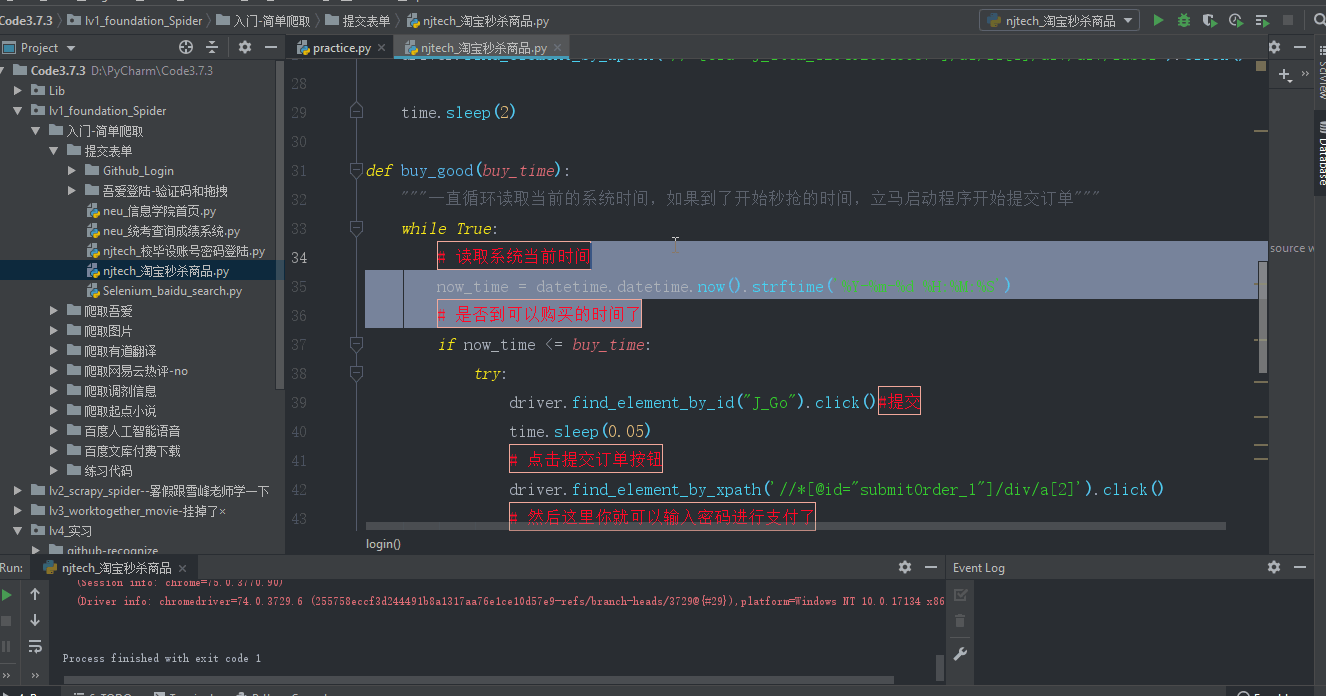 Code3.7.3 lv1_foundation_Spider 入门-简单爬取 提交表单 njtech_淘宝秒杀商品.py njtech_淘宝秒杀商品
Project practice.py × njtech_淘宝秒杀商品.py ×
Code3.7.3 D:\PyCharm\Code3.7.3
Lib
lv1_foundation_Spider
入门-简单爬取
提交表单
Github_Login
吾爱登陆-验证码和拖拽
neu_信息学院首页.py
neu_统考查询成绩系统.py
njtech_校毕设账号密码登陆.py
njtech_淘宝秒杀商品.py
Selenium_baidu_search.py
爬取吾爱
爬取图片
爬取有道翻译
爬取网易云热评-no
爬取调剂信息
爬取起点小说
百度人工智能语音
百度文库付费下载
练习代码
lv2_scrapy_spider--暑假跟雪峰老师学一下
lv3_worktogether_movie-挂掉了×
lv4_实习
github-recognize
28
29 time.sleep(2)
30
31 def buy_good(buy_time):
32 """一直循环读取当前的系统时间，如果到了开始秒抢的时间，立马启动程序开始提交订单"""
33 while True:
34 # 读取系统当前时间
35 now_time = datetime.datetime.now().strftime('%Y-%m-%d %H:%M:%S')
36 # 是否到可以购买的时间了
37 if now_time <= buy_time:
38 try:
39 driver.find_element_by_id("J_Go").click()#提交
40 time.sleep(0.05)
41 # 点击提交订单按钮
42 driver.find_element_by_xpath('//*[@id="submitOrder_1"]/div/a[2]').click()
43 # 然后这里你就可以输入密码进行支付了
login()
SciView
Database
source w
Run: njtech_淘宝秒杀商品 ×
Event Log
(Session info: chrome=75.0.3770.90)
(Driver info: chromedriver=74.0.3729.6 (255758eccf3d244491b8a1317aa76e1ce10d57e9-refs/branch-heads/3729@{#29}),platform=Windows NT 10.0.17134 x86
Process finished with exit code 1